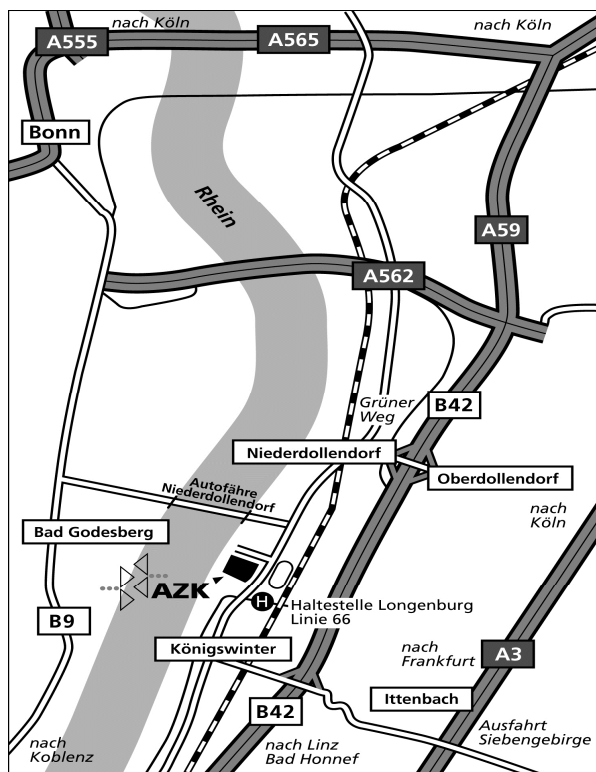 nach Köln
nach Köln
A555
A565
Bonn
Rhein
A59
A562
Grüner
Weg
B42
Niederdollendorf
Oberdollendorf
Autofähre
Niederdollendorf
nach
Köln
Bad Godesberg
AZK
H
Haltestelle Longenburg
Linie 66
B9
Königswinter
nach
Frankfurt
A3
Ittenbach
B42
Ausfahrt
Siebengebirge
nach
Koblenz
nach Linz
Bad Honnef